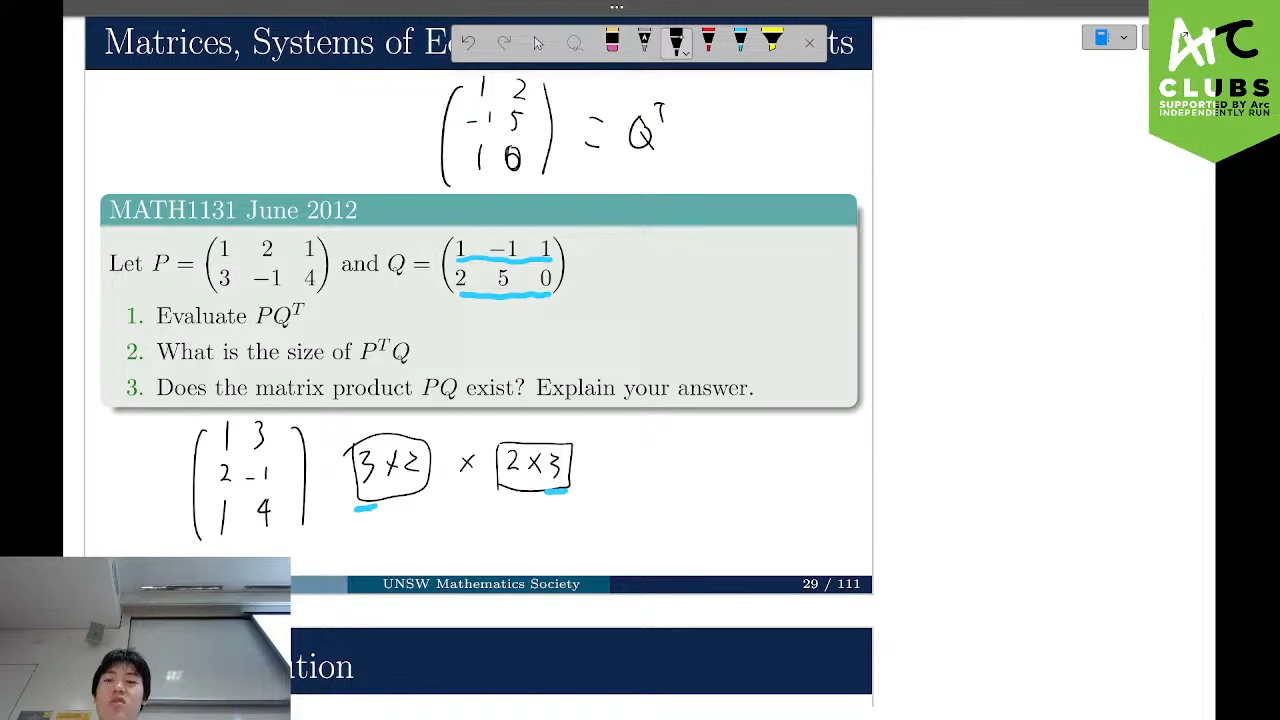 Matrices, Systems of E
ts
ArC
CLUBS
SUPPORTED BY Arc
INDEPENDENTLY RUN
1 2
-1 5
1 0
= Q^T
MATH1131 June 2012
Let P = (1 2 1
3 −1 4) and Q = (1 −1 1
2 5 0)
1. Evaluate PQ^T
2. What is the size of P^T Q
3. Does the matrix product PQ exist? Explain your answer.
1 3
2 -1
1 4
3 × 2 × 2 × 3
UNSW Mathematics Society
29 / 111
tion